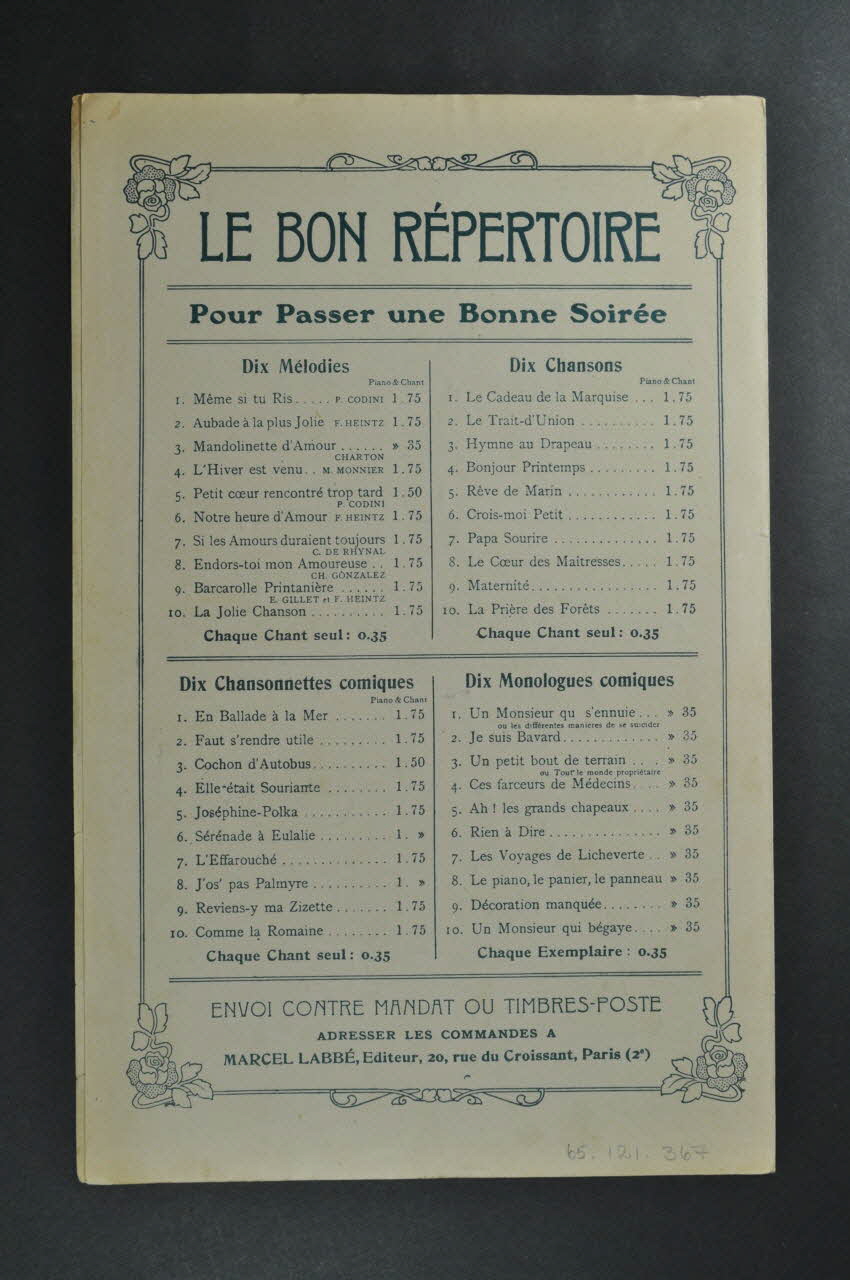 LE BON RÉPERTOIRE
Pour Passer une Bonne Soirée
Dix Mélodies
Piano & Chant
1. Même si tu Ris..... P. CODINI 1.75
2. Aubade à la plus Jolie F. HEINTZ 1.75
3. Mandolinette d'Amour ...... » 35
CHARTON
4. L'Hiver est venu.. M. MONNIER 1.75
5. Petit cœur rencontré trop tard 1.50
P. CODINI
6. Notre heure d'Amour F. HEINTZ 1.75
7. Si les Amours duraient toujours 1.75
C. DE RHYNAL
8. Endors-toi mon Amoureuse .. 1.75
CH. GONZALEZ
9. Barcarolle Printanière ...... 1.75
E. GILLET et F. HEINTZ
10. La Jolie Chanson .......... 1.75
Chaque Chant seul: 0.35
Dix Chansons
Piano & Chant
1. Le Cadeau de la Marquise ... 1.75
2. Le Trait-d'Union .......... 1.75
3. Hymne au Drapeau ......... 1.75
4. Bonjour Printemps ......... 1.75
5. Rêve de Marin ............ 1.75
6. Crois-moi Petit ............ 1.75
7. Papa Sourire .............. 1.75
8. Le Cœur des Maîtresses..... 1.75
9. Maternité................. 1.75
10. La Prière des Forêts ....... 1.75
Chaque Chant seul: 0.35
Dix Chansonnettes comiques
Piano & Chant
1. En Ballade à la Mer ....... 1.75
2. Faut s'rendre utile ......... 1.75
3. Cochon d'Autobus.......... 1.50
4. Elle était Souriante ........ 1.75
5. Joséphine-Polka ........... 1.75
6. Sérénade à Eulalie ......... 1. »
7. L'Effarouché .............. 1.75
8. J'os' pas Palmyre .......... 1. »
9. Reviens-y ma Zizette ....... 1.75
10. Comme la Romaine ........ 1.75
Chaque Chant seul: 0.35
Dix Monologues comiques
1. Un Monsieur qu s'ennuie... » 35
ou les différentes manières de se suicider
2. Je suis Bavard............. » 35
3. Un petit bout de terrain ... » 35
ou Tout le monde propriétaire
4. Ces farceurs de Médecins.... » 35
5. Ah ! les grands chapeaux .... » 35
6. Rien à Dire ............... » 35
7. Les Voyages de Licheverte .. » 35
8. Le piano, le panier, le panneau » 35
9. Décoration manquée........ » 35
10. Un Monsieur qui bégaye.... » 35
Chaque Exemplaire : 0.35
ENVOI CONTRE MANDAT OU TIMBRES-POSTE
ADRESSER LES COMMANDES A
MARCEL LABBÉ, Editeur, 20, rue du Croissant, Paris (2e)
65.121.367